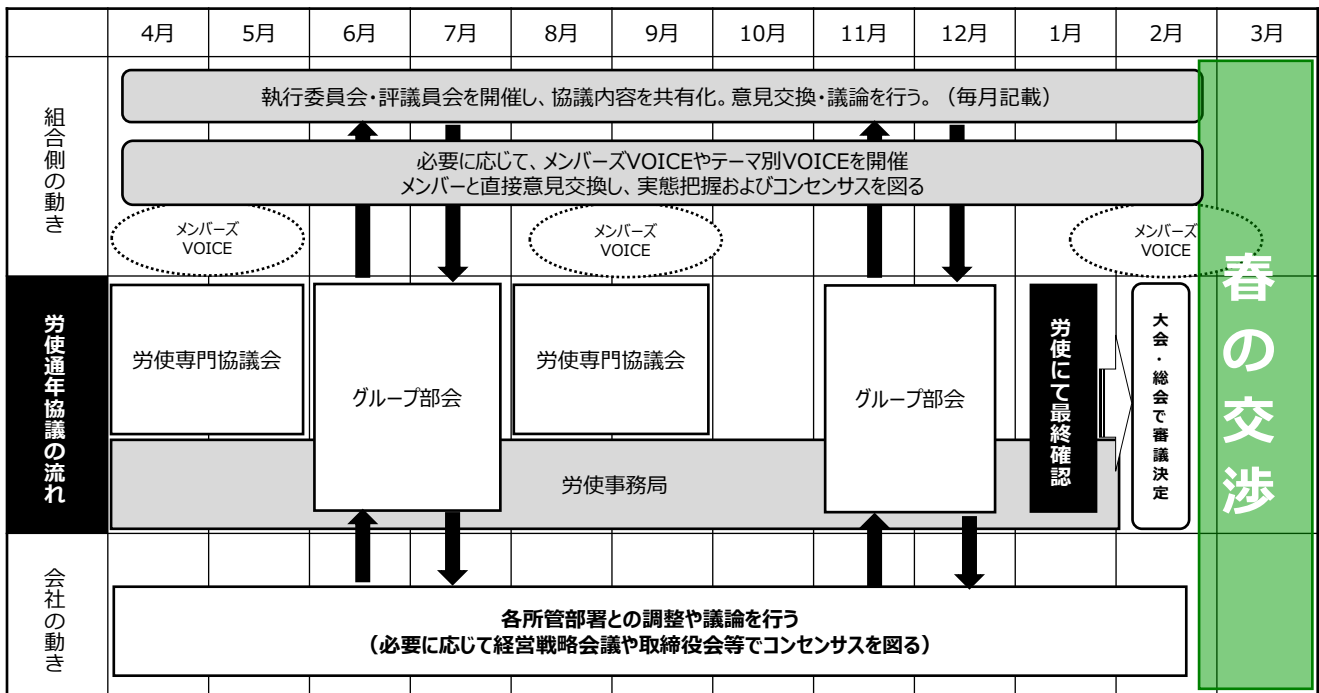 4月
5月
6月
7月
8月
9月
10月
11月
12月
1月
2月
3月
組合側の動き
執行委員会・評議員会を開催し、協議内容を共有化。意見交換・議論を行う。（毎月記載）
必要に応じて、メンバーズVOICEやテーマ別VOICEを開催
メンバーと直接意見交換し、実態把握およびコンセンサスを図る
メンバーズ
VOICE
メンバーズ
VOICE
メンバーズ
VOICE
春の交渉
労使通年協議の流れ
労使専門協議会
グループ部会
労使専門協議会
グループ部会
労使にて最終確認
大会・総会で審議決定
労使事務局
会社の動き
各所管部署との調整や議論を行う
（必要に応じて経営戦略会議や取締役会等でコンセンサスを図る）